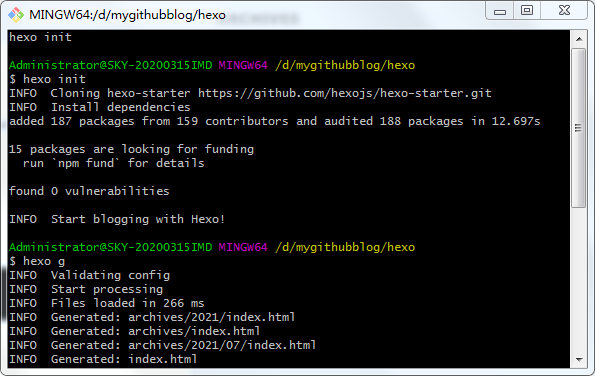 MINGW64:/d/mygithubblog/hexo
hexo init
Administrator@SKY-20200315IMD MINGW64 /d/mygithubblog/hexo
$ hexo init
INFO  Cloning hexo-starter https://github.com/hexojs/hexo-starter.git
INFO  Install dependencies
added 187 packages from 159 contributors and audited 188 packages in 12.697s
15 packages are looking for funding
  run `npm fund` for details
found 0 vulnerabilities
INFO  Start blogging with Hexo!
Administrator@SKY-20200315IMD MINGW64 /d/mygithubblog/hexo
$ hexo g
INFO  Validating config
INFO  Start processing
INFO  Files loaded in 266 ms
INFO  Generated: archives/2021/index.html
INFO  Generated: archives/index.html
INFO  Generated: archives/2021/07/index.html
INFO  Generated: index.html